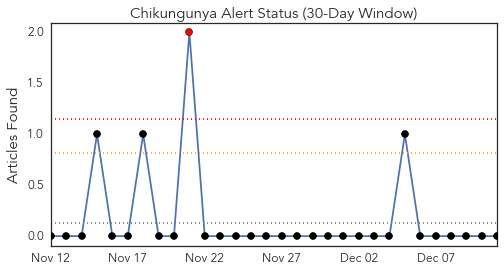 Chikungunya Alert Status (30-Day Window)
2.0
1.5
1.0
0.5
0.0
Articles Found
Nov 12
Nov 17
Nov 22
Nov 27
Dec 02
Dec 07